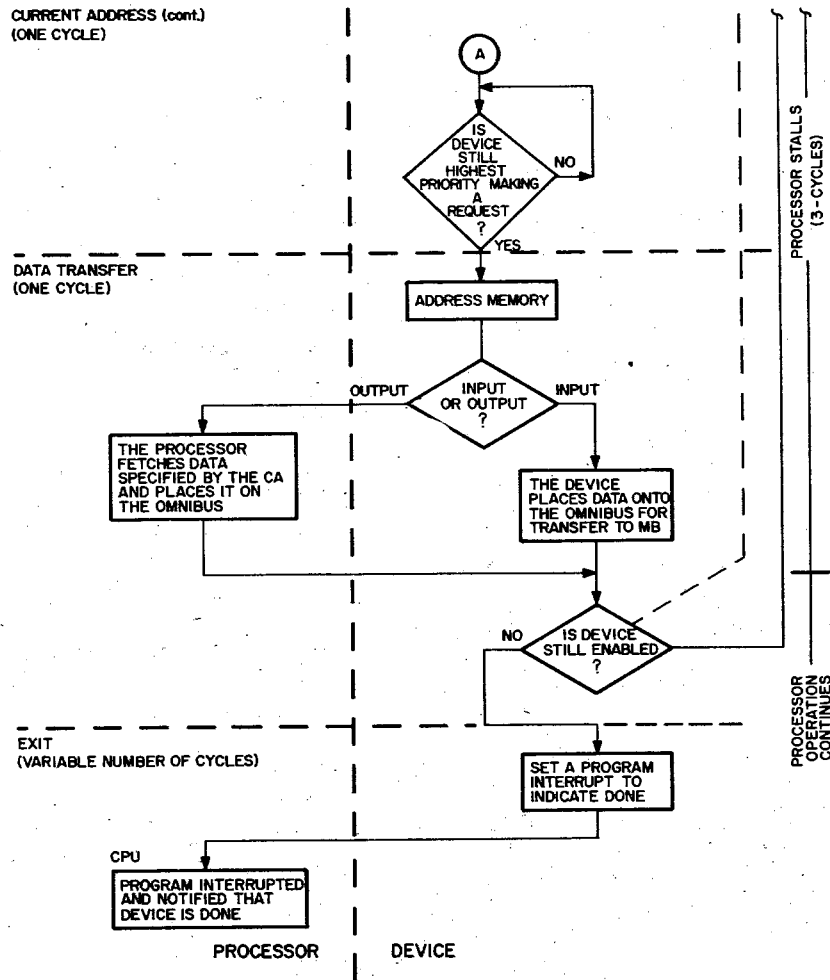 CURRENT ADDRESS (cont.)
(ONE CYCLE)
A
IS
DEVICE
STILL
HIGHEST
PRIORITY MAKING
A
REQUEST
?
NO
YES
PROCESSOR STALLS
(3-CYCLES)
DATA TRANSFER
(ONE CYCLE)
ADDRESS MEMORY
INPUT
OR OUTPUT
?
OUTPUT
INPUT
THE PROCESSOR
FETCHES DATA
SPECIFIED BY THE CA
AND PLACES IT ON
THE OMNIBUS
THE DEVICE
PLACES DATA ONTO
THE OMNIBUS FOR
TRANSFER TO MB
IS DEVICE
STILL ENABLED
?
NO
PROCESSOR
OPERATION
CONTINUES
EXIT
(VARIABLE NUMBER OF CYCLES)
SET A PROGRAM
INTERRUPT TO
INDICATE DONE
CPU
PROGRAM INTERRUPTED
AND NOTIFIED THAT
DEVICE IS DONE
PROCESSOR
DEVICE